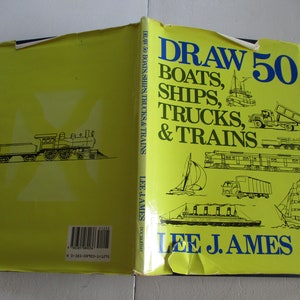 DRAW 50
BOATS,
SHIPS,
TRUCKS,
& TRAINS
LEE J. AMES
DRAW 50 BOATS, SHIPS, TRUCKS & TRAINS
LEE J. AMES